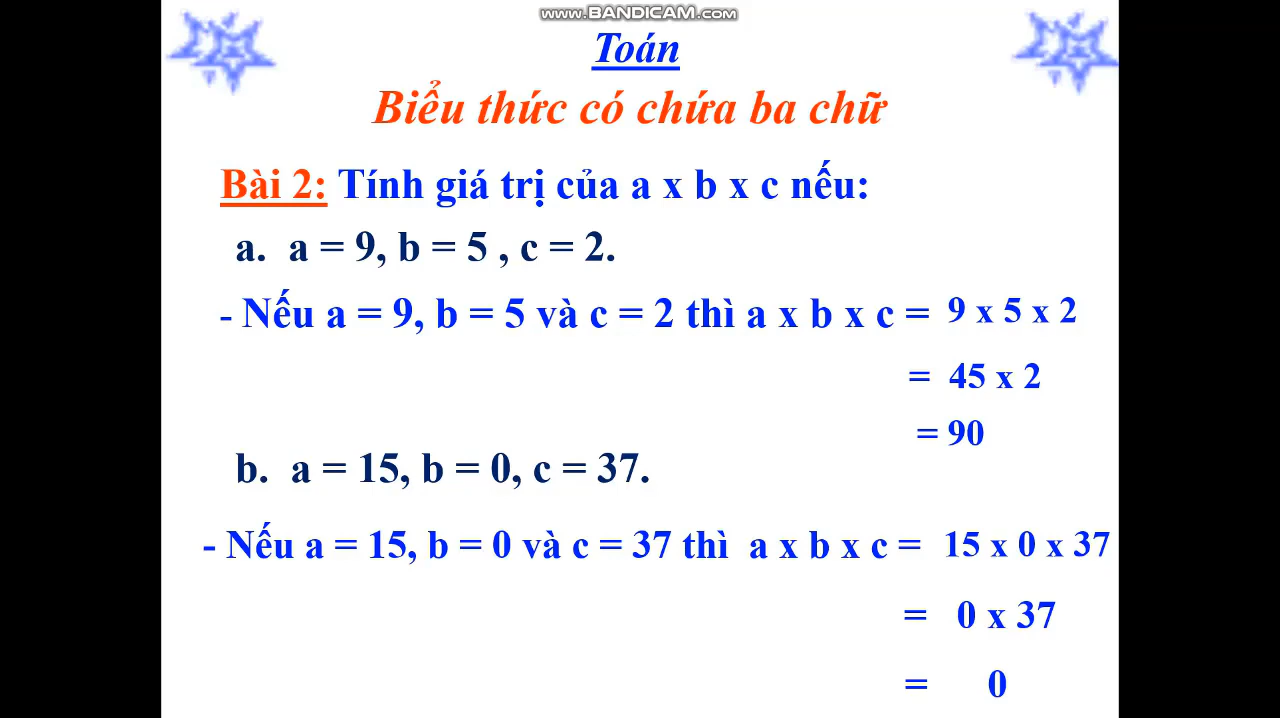 www.BANDICAM.com
Toán
Biểu thức có chứa ba chữ
Bài 2: Tính giá trị của a x b x c nếu:
a. a = 9, b = 5 , c = 2.
- Nếu a = 9, b = 5 và c = 2 thì a x b x c = 9 x 5 x 2
= 45 x 2
= 90
b. a = 15, b = 0, c = 37.
- Nếu a = 15, b = 0 và c = 37 thì a x b x c = 15 x 0 x 37
= 0 x 37
= 0